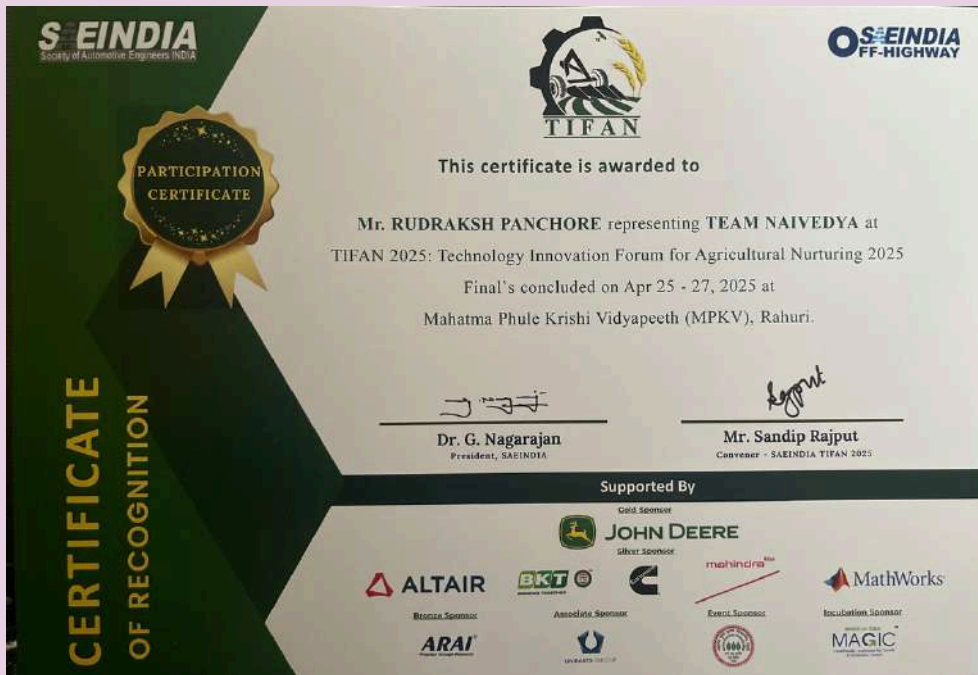 SAEINDIA
Society of Automotive Engineers INDIA
SAEINDIA
OFF-HIGHWAY
TIFAN
PARTICIPATION
CERTIFICATE
This certificate is awarded to
Mr. RUDRAKSH PANCHORE representing TEAM NAIVEDYA at
TIFAN 2025: Technology Innovation Forum for Agricultural Nurturing 2025
Final's concluded on Apr 25 - 27, 2025 at
Mahatma Phule Krishi Vidyapeeth (MPKV), Rahuri.
CERTIFICATE
OF RECOGNITION
Dr. G. Nagarajan
President, SAEINDIA
Mr. Sandip Rajput
Convener - SAEINDIA TIFAN 2025
Supported By
Gold Sponsor
JOHN DEERE
Silver Sponsor
ALTAIR
BKT
GROWING TOGETHER
Cummins
mahindra Rise
MathWorks
Bronze Sponsor
Associate Sponsor
Event Sponsor
Incubation Sponsor
ARAI
MAGIC